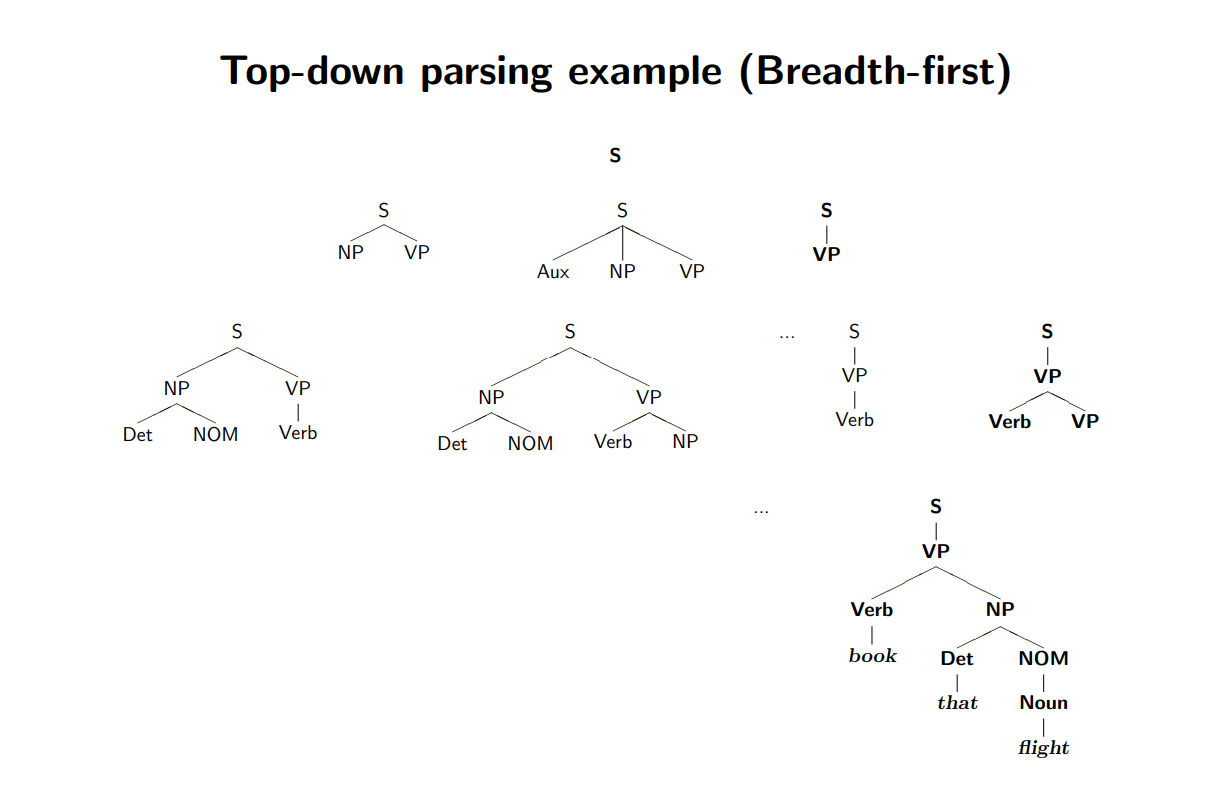 Top-down parsing example (Breadth-first)
S
S S S
NP VP Aux NP VP VP
S S ... S S
NP VP NP VP VP VP
Det NOM Verb Det NOM Verb NP Verb Verb VP
... S
VP
Verb NP
book Det NOM
that Noun
flight